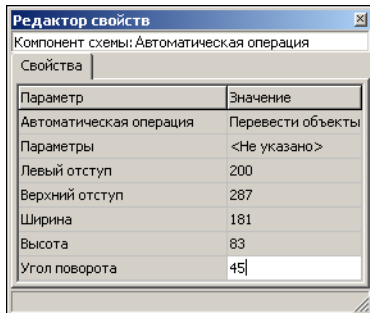 Редактор свойств
Компонент схемы: Автоматическая операция
Свойства
Параметр Значение
Автоматическая операция Перевести объекты
Параметры <Не указано>
Левый отступ 200
Верхний отступ 287
Ширина 181
Высота 83
Угол поворота 45